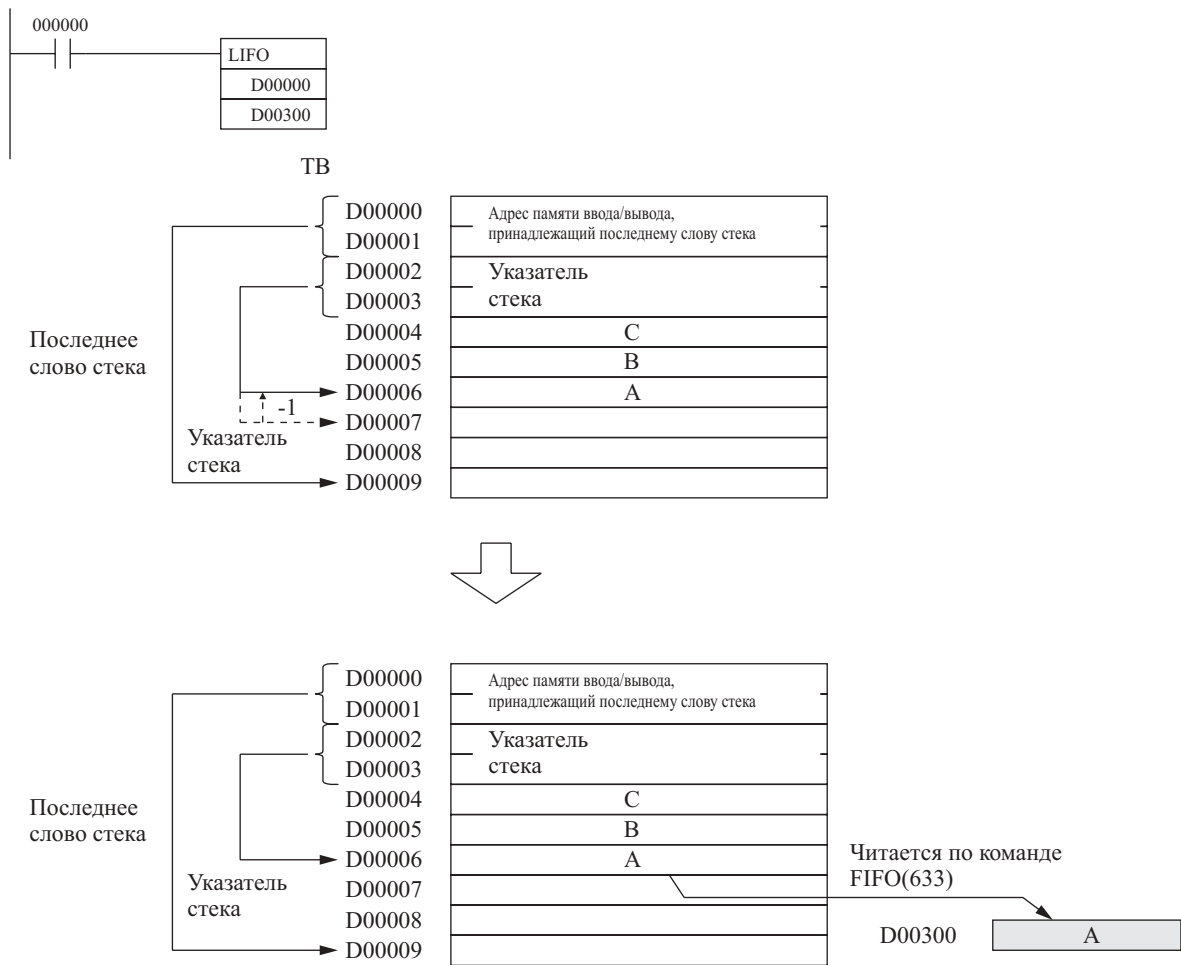 000000
LIFO
D00000
D00300
TB
D00000
D00001
D00002
D00003
D00004
D00005
D00006
D00007
D00008
D00009
Адрес памяти ввода/вывода,
принадлежащий последнему слову стека
Указатель
стека
C
B
A
Последнее
слово стека
-1
Указатель
стека
D00000
D00001
D00002
D00003
D00004
D00005
D00006
D00007
D00008
D00009
Адрес памяти ввода/вывода,
принадлежащий последнему слову стека
Указатель
стека
C
B
A
Последнее
слово стека
Указатель
стека
Читается по команде
FIFO(633)
D00300
A